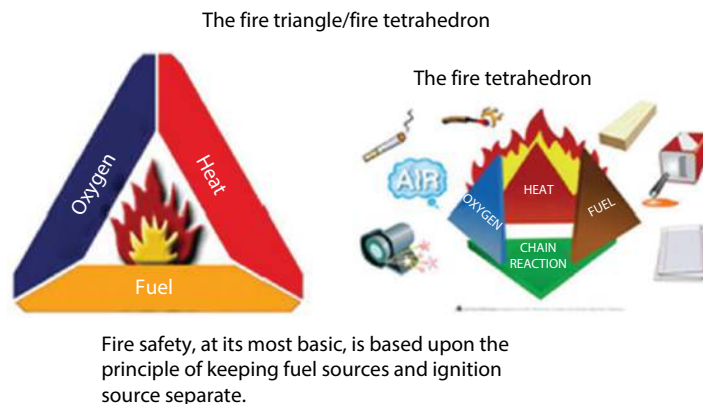 The fire triangle/fire tetrahedron
Oxygen
Heat
Fuel
The fire tetrahedron
AIR
OXYGEN
HEAT
FUEL
CHAIN
REACTION
Fire safety, at its most basic, is based upon the
principle of keeping fuel sources and ignition
source separate.